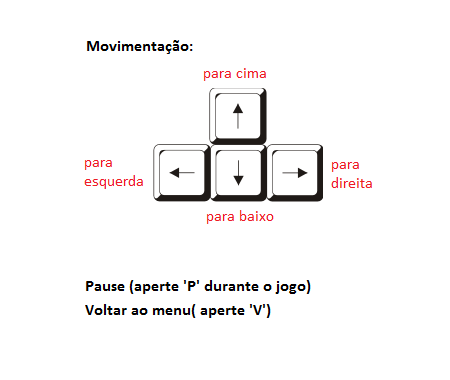 Movimentação:
para cima
para
esquerda
para
direita
para baixo
Pause (aperte 'P' durante o jogo)
Voltar ao menu( aperte 'V')